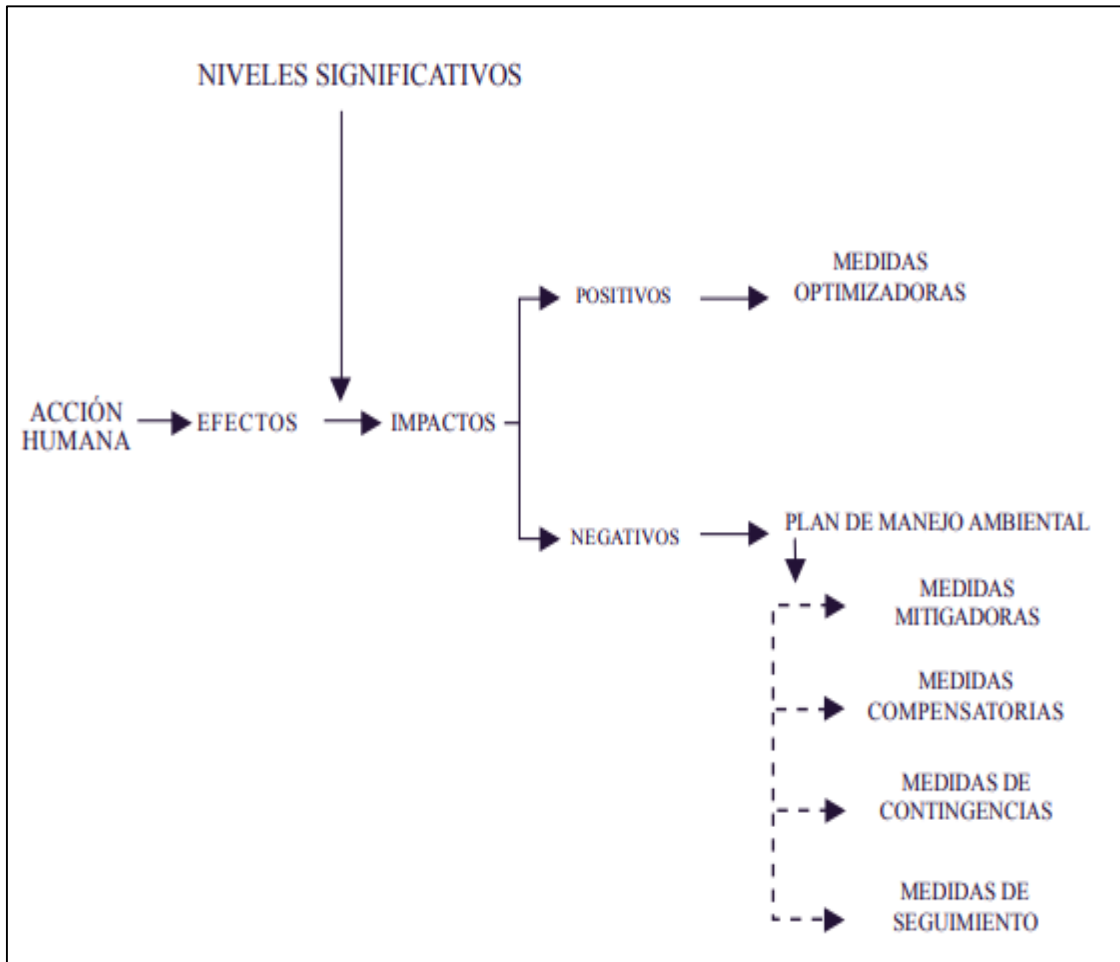 NIVELES SIGNIFICATIVOS
MEDIDAS
OPTIMIZADORAS
POSITIVOS
ACCIÓN
HUMANA
EFECTOS
IMPACTOS
NEGATIVOS
PLAN DE MANEJO AMBIENTAL
MEDIDAS
MITIGADORAS
MEDIDAS
COMPENSATORIAS
MEDIDAS DE
CONTINGENCIAS
MEDIDAS DE
SEGUIMIENTO